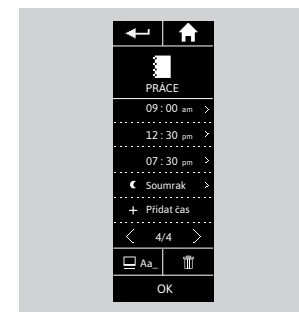 PRÁCE
09 : 00 am >
12 : 30 pm >
07 : 30 pm >
Soumrak >
+ Přidat čas
< 4/4 >
Aa_
OK